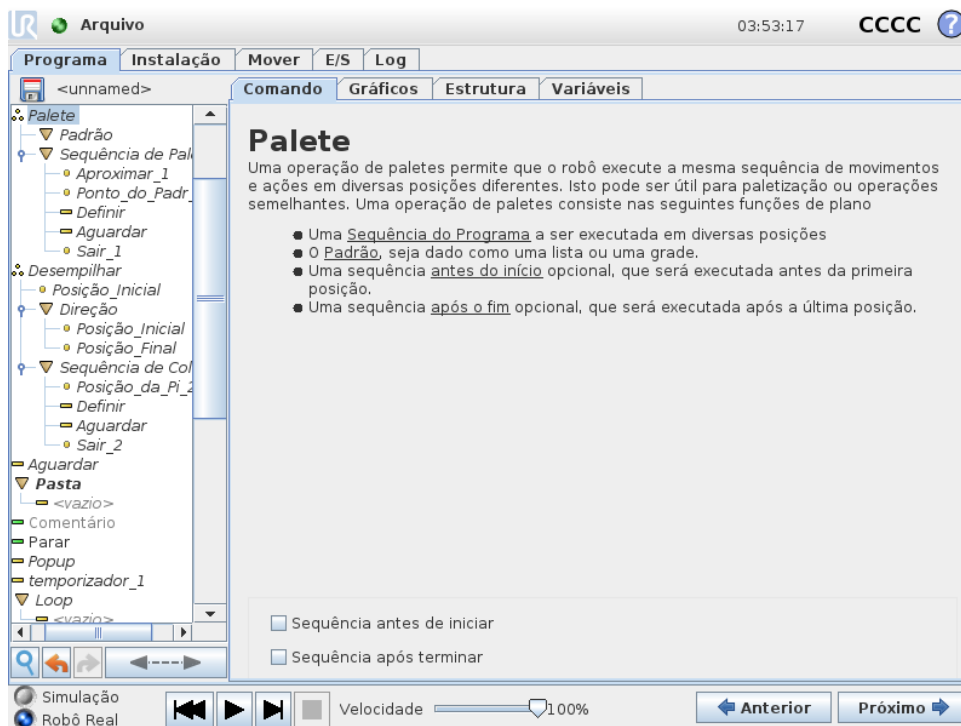 UR Arquivo 03:53:17 CCCC ?
Programa Instalação Mover E/S Log
<unnamed> Comando Gráficos Estrutura Variáveis
Palete
Padrão
Sequência de Pal
Aproximar_1
Ponto_do_Padr_
Definir
Aguardar
Sair_1
Desempilhar
Posição_Inicial
Direção
Posição_Inicial
Posição_Final
Sequência de Col
Posição_da_Pi_2
Definir
Aguardar
Sair_2
Aguardar
Pasta
<vazio>
Comentário
Parar
Popup
temporizador_1
Loop
<vazio>
Palete
Uma operação de paletes permite que o robô execute a mesma sequência de movimentos
e ações em diversas posições diferentes. Isto pode ser útil para paletização ou operações
semelhantes. Uma operação de paletes consiste nas seguintes funções de plano
Uma Sequência do Programa a ser executada em diversas posições
O Padrão, seja dado como uma lista ou uma grade.
Uma sequência antes do início opcional, que será executada antes da primeira
posição.
Uma sequência após o fim opcional, que será executada após a última posição.
Sequência antes de iniciar
Sequência após terminar
Simulação
Robô Real
Velocidade 100%
Anterior Próximo